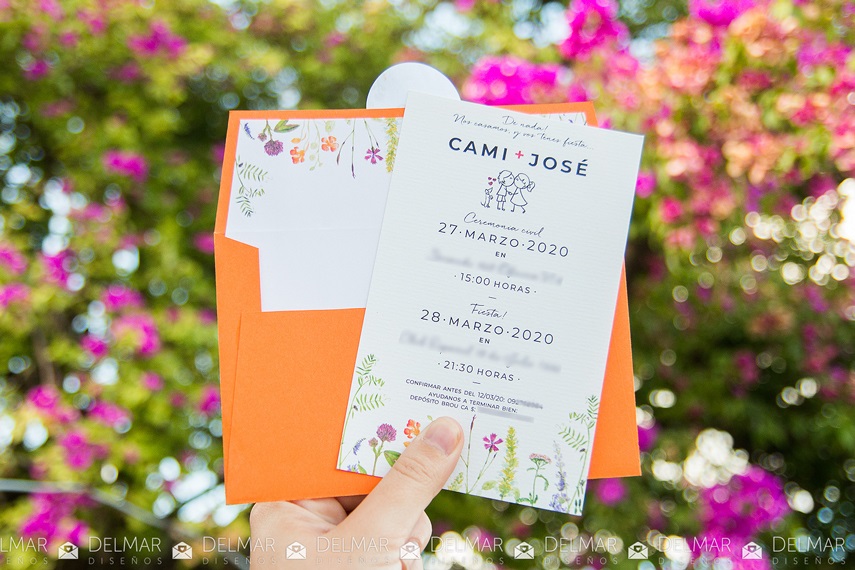 De nada!
Nos casamos, y vos tenes fiesta...
CAMI + JOSÉ
Ceremonia civil
27·MARZO·2020
EN
·15:00 HORAS·
Fiesta!
28·MARZO·2020
EN
·21:30 HORAS·
CONFIRMAR ANTES DEL 12/03/20:
AYUDANOS A TERMINAR BIEN:
DEPÓSITO BROU CA $:
DELMAR DELMAR DELMAR DELMAR DELMAR DELMAR DELMAR DELMAR
DISEÑOS DISEÑOS DISEÑOS DISEÑOS DISEÑOS DISEÑOS DISEÑOS